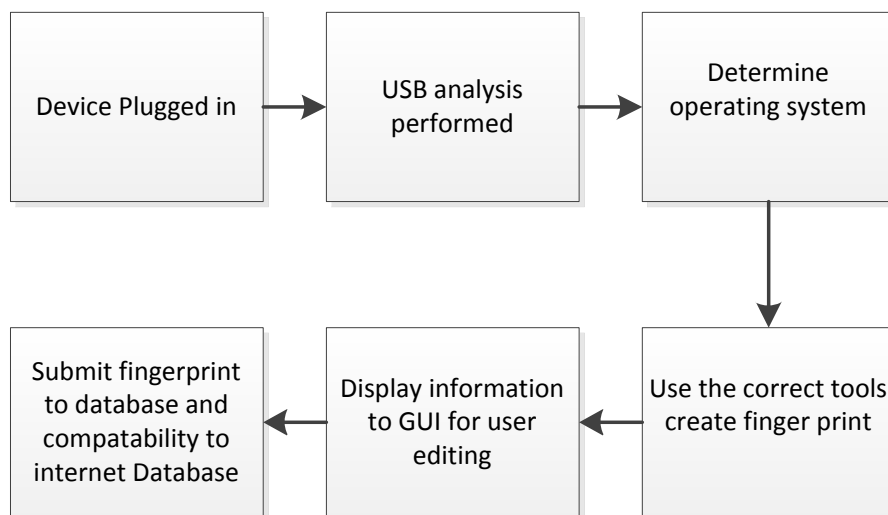 Device Plugged in
USB analysis
performed
Determine
operating system
Use the correct tools
create finger print
Display information
to GUI for user
editing
Submit fingerprint
to database and
compatability to
internet Database